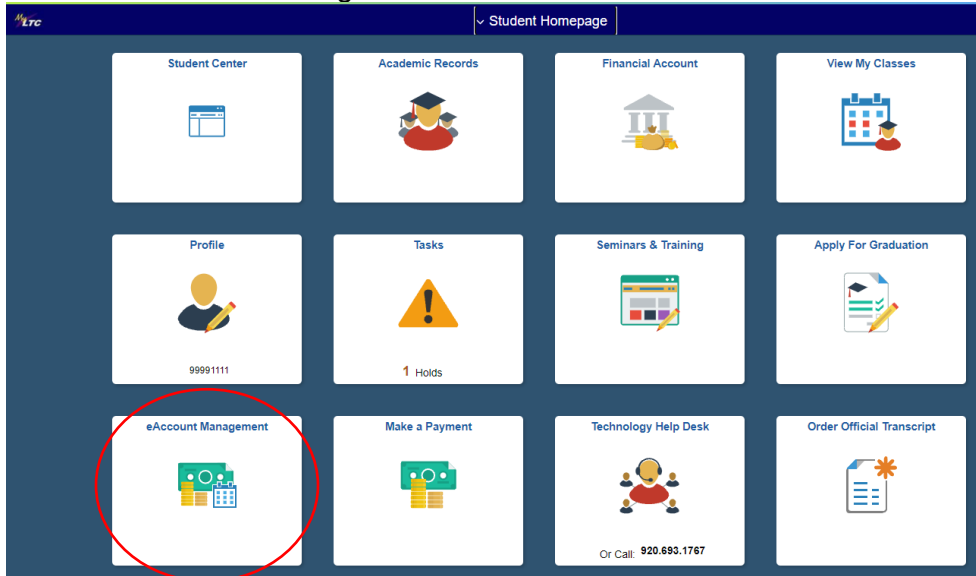 MyLTC
Student Homepage
Student Center
Academic Records
Financial Account
View My Classes
Profile
Tasks
Seminars & Training
Apply For Graduation
99991111
1 Holds
eAccount Management
Make a Payment
Technology Help Desk
Order Official Transcript
Or Call: 920.693.1767